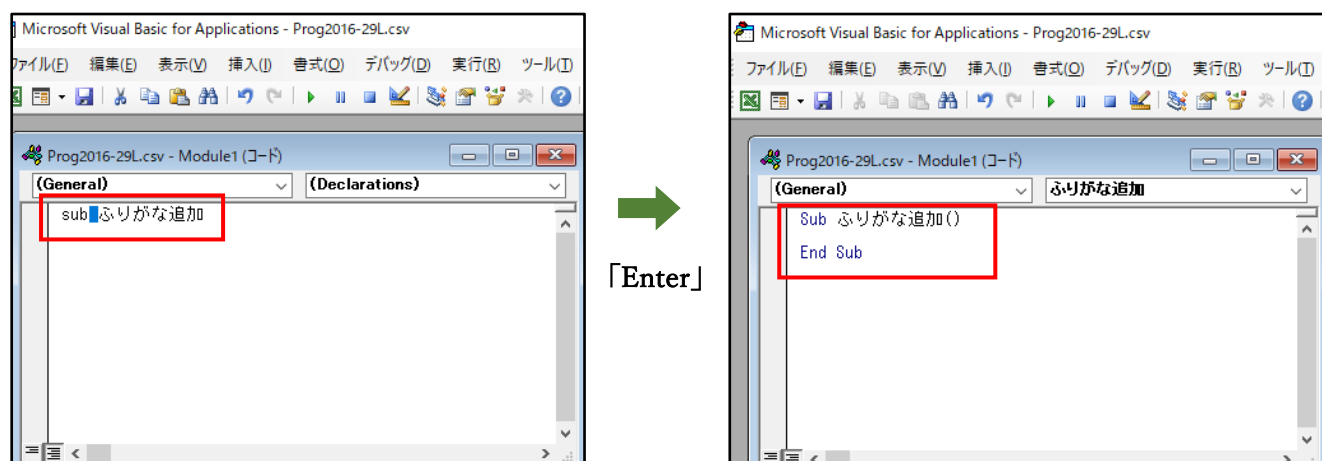 Microsoft Visual Basic for Applications - Prog2016-29L.csv
ファイル(F) 編集(E) 表示(V) 挿入(I) 書式(O) デバッグ(D) 実行(R) ツール(T)
Prog2016-29L.csv - Module1 (コード)
(General) (Declarations)
sub ふりがな追加
「Enter」
Microsoft Visual Basic for Applications - Prog2016-29L.csv
ファイル(F) 編集(E) 表示(V) 挿入(I) 書式(O) デバッグ(D) 実行(R) ツール(T)
Prog2016-29L.csv - Module1 (コード)
(General) ふりがな追加
Sub ふりがな追加()
End Sub